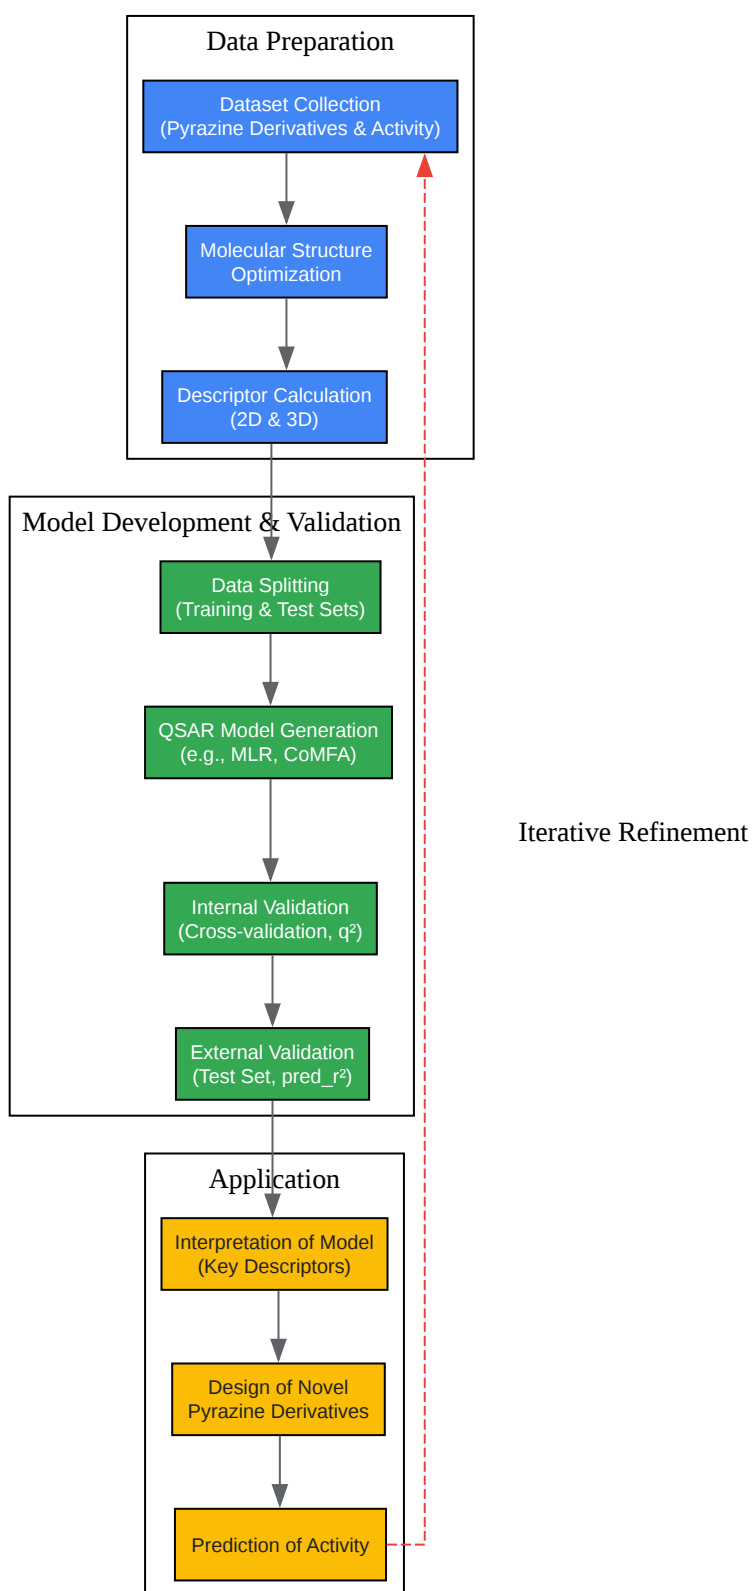 Data Preparation
Dataset Collection
(Pyrazine Derivatives & Activity)
Molecular Structure
Optimization
Descriptor Calculation
(2D & 3D)
Model Development & Validation
Data Splitting
(Training & Test Sets)
QSAR Model Generation
(e.g., MLR, CoMFA)
Iterative Refinement
Internal Validation
(Cross-validation, q²)
External Validation
(Test Set, pred_r²)
Application
Interpretation of Model
(Key Descriptors)
Design of Novel
Pyrazine Derivatives
Prediction of Activity